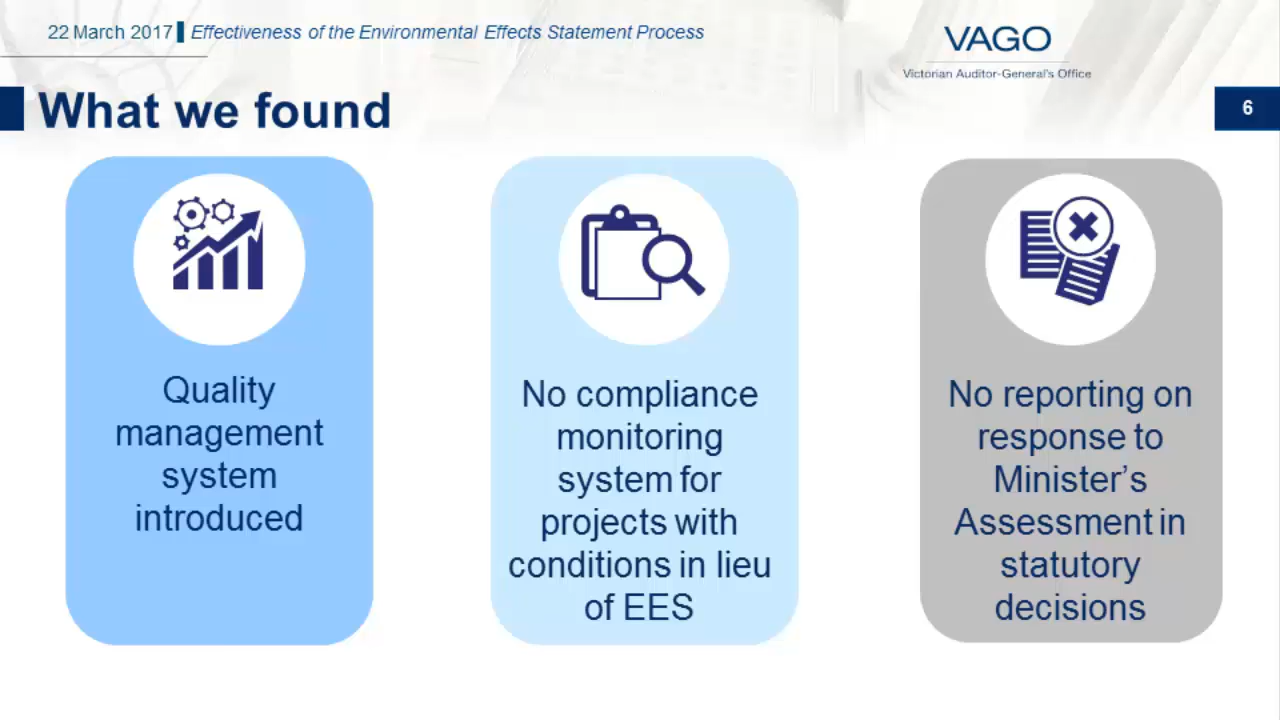 22 March 2017 Effectiveness of the Environmental Effects Statement Process
VAGO
Victorian Auditor-General's Office
What we found
6
Quality
management
system
introduced
No compliance
monitoring
system for
projects with
conditions in lieu
of EES
No reporting on
response to
Minister’s
Assessment in
statutory
decisions